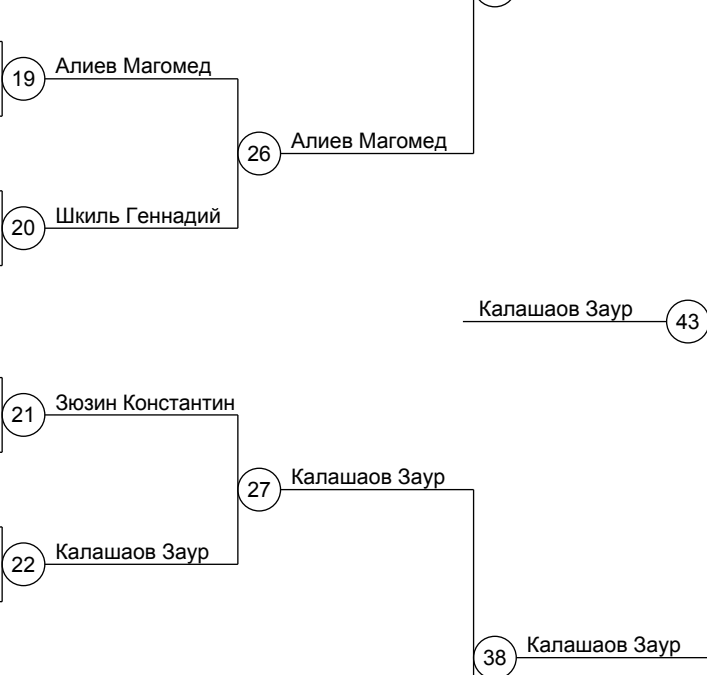 19 Алиев Магомед
26 Алиев Магомед
20 Шкиль Геннадий
Калашаов Заур 43
21 Зюзин Константин
27 Калашаов Заур
22 Калашаов Заур
38 Калашаов Заур